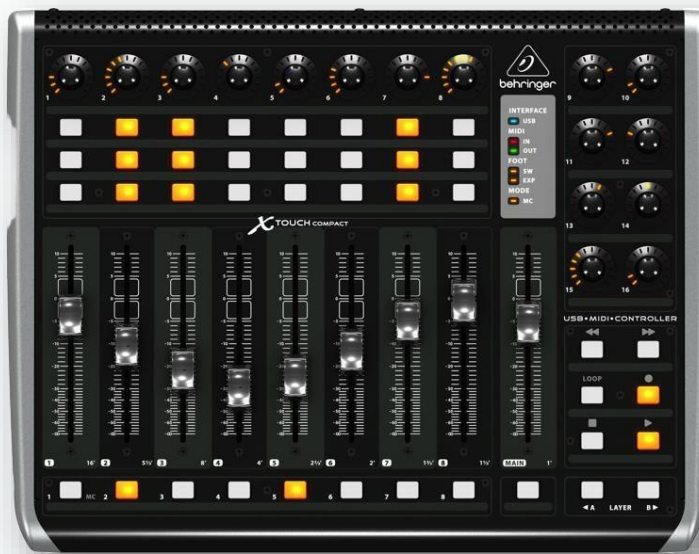 1 2 3 4 5 6 7 8
behringer
9 10
INTERFACE
USB
MIDI
IN
OUT
FOOT
SW
EXP
MODE
MC
11 12
X TOUCH COMPACT
13 14
15 16
USB•MIDI•CONTROLLER
LOOP
1 16' 2 5⅓' 3 8' 4 4' 5 2⅔' 6 2' 7 1⅗' 8 1⅓' MAIN 1'
1 MC 2 3 4 5 6 7 8
◀ A LAYER B ▶